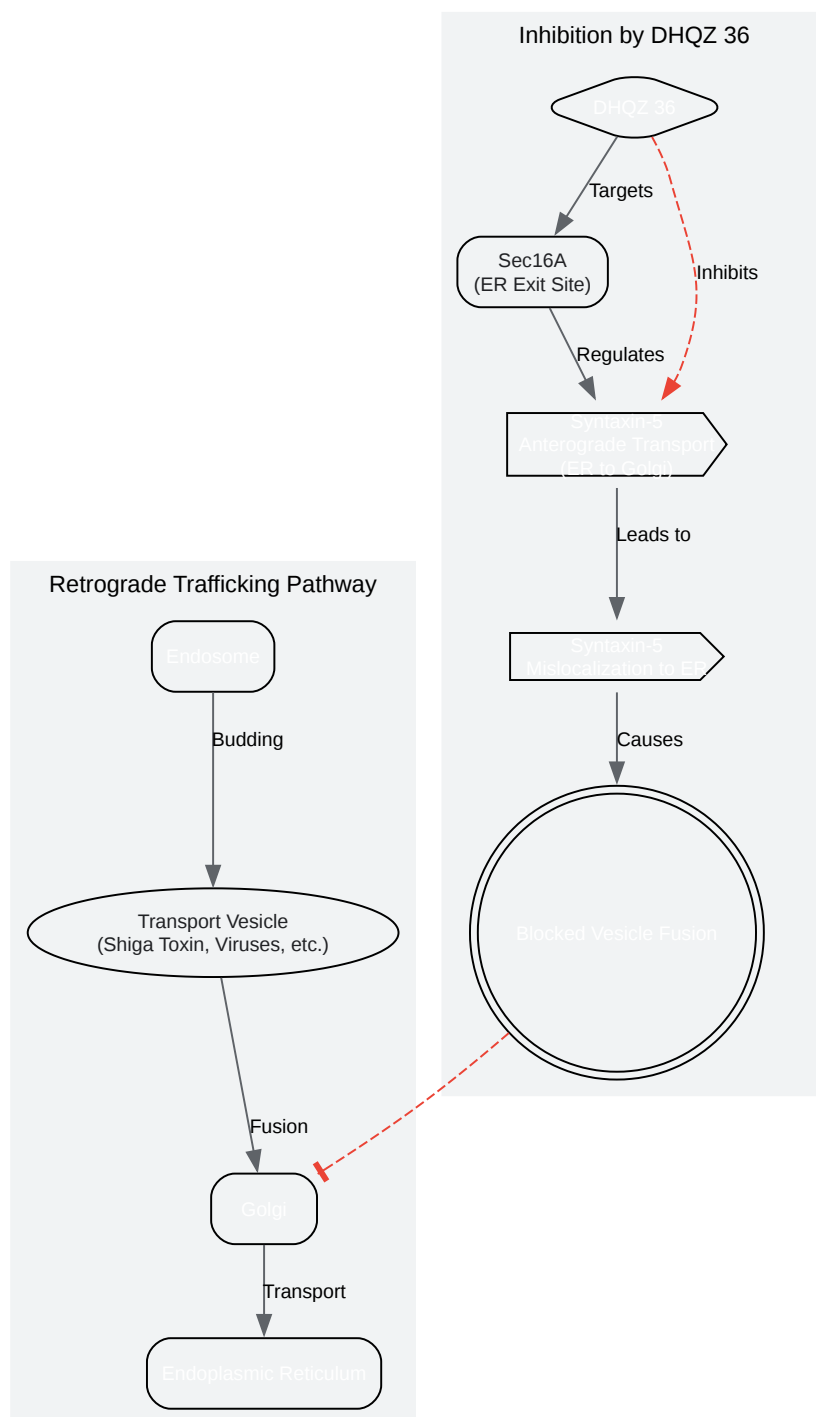 Inhibition by DHQZ 36
DHQZ 36
Targets
Inhibits
Sec16A
(ER Exit Site)
Regulates
Syntaxin-5
Anterograde Transport
(ER to Golgi)
Leads to
Syntaxin-5
Mislocalization to ER
Causes
Blocked Vesicle Fusion
Retrograde Trafficking Pathway
Endosome
Budding
Transport Vesicle
(Shiga Toxin, Viruses, etc.)
Fusion
Golgi
Transport
Endoplasmic Reticulum